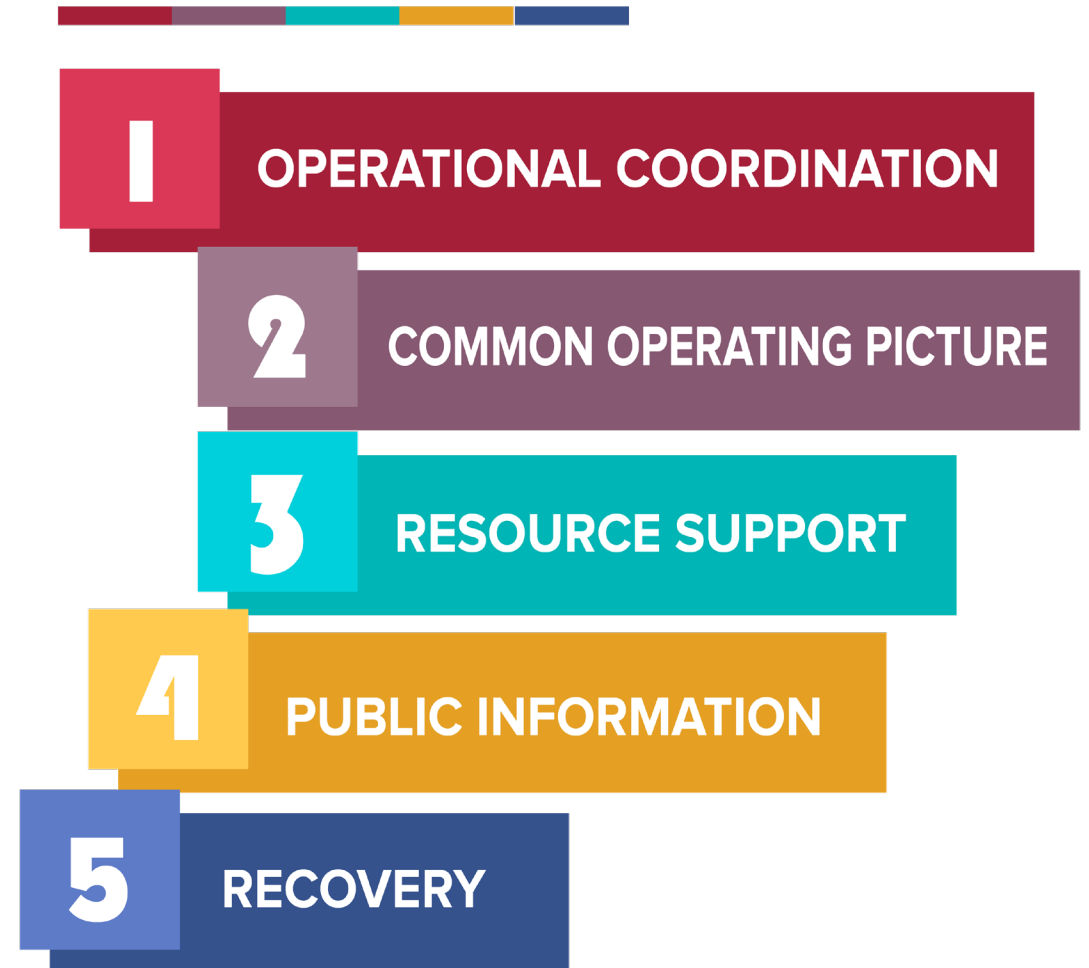 1
OPERATIONAL COORDINATION
2
COMMON OPERATING PICTURE
3
RESOURCE SUPPORT
4
PUBLIC INFORMATION
5
RECOVERY